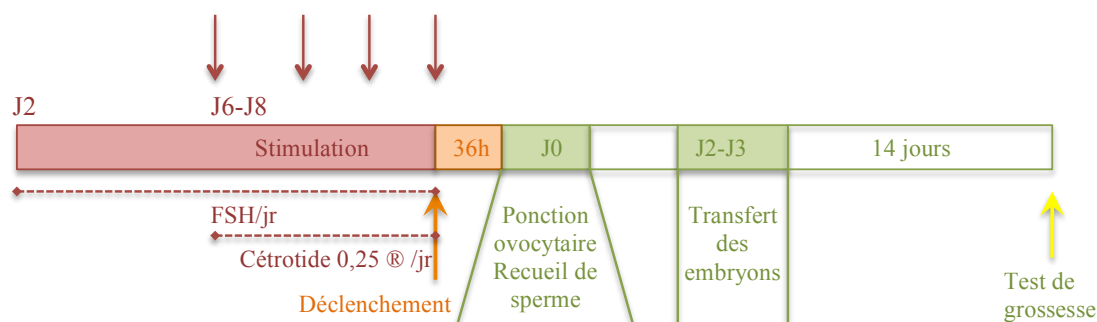 J2
J6-J8
Stimulation
36h
J0
J2-J3
14 jours
FSH/jr
Cétrotide 0,25 ® /jr
Déclenchement
Ponction
ovocytaire
Recueil de
sperme
Transfert
des
embryons
Test de
grossesse